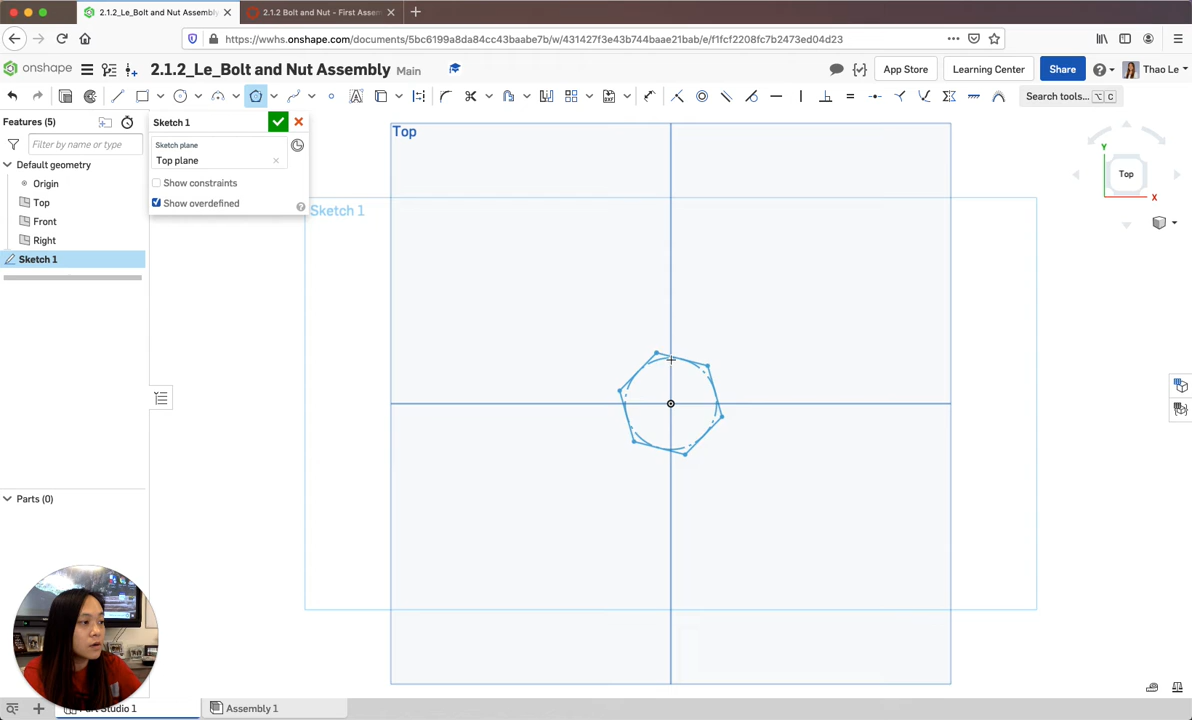 2.1.2_Le_Bolt and Nut Assembly
2.1.2 Bolt and Nut - First Assem
https://wwhs.onshape.com/documents/5bc6199a8da84cc43baabe7b/w/431427f3e43b744baae21bab/e/f1fcf2208fc7b2473ed04d23
onshape
2.1.2_Le_Bolt and Nut Assembly Main
App Store
Learning Center
Share
Thao Le
Search tools... ⌥ C
Features (5)
Filter by name or type
Default geometry
Origin
Top
Front
Right
Sketch 1
Sketch 1
Sketch plane
Top plane
Show constraints
Show overdefined
Top
Sketch 1
Y
Top
X
Parts (0)
Studio 1
Assembly 1